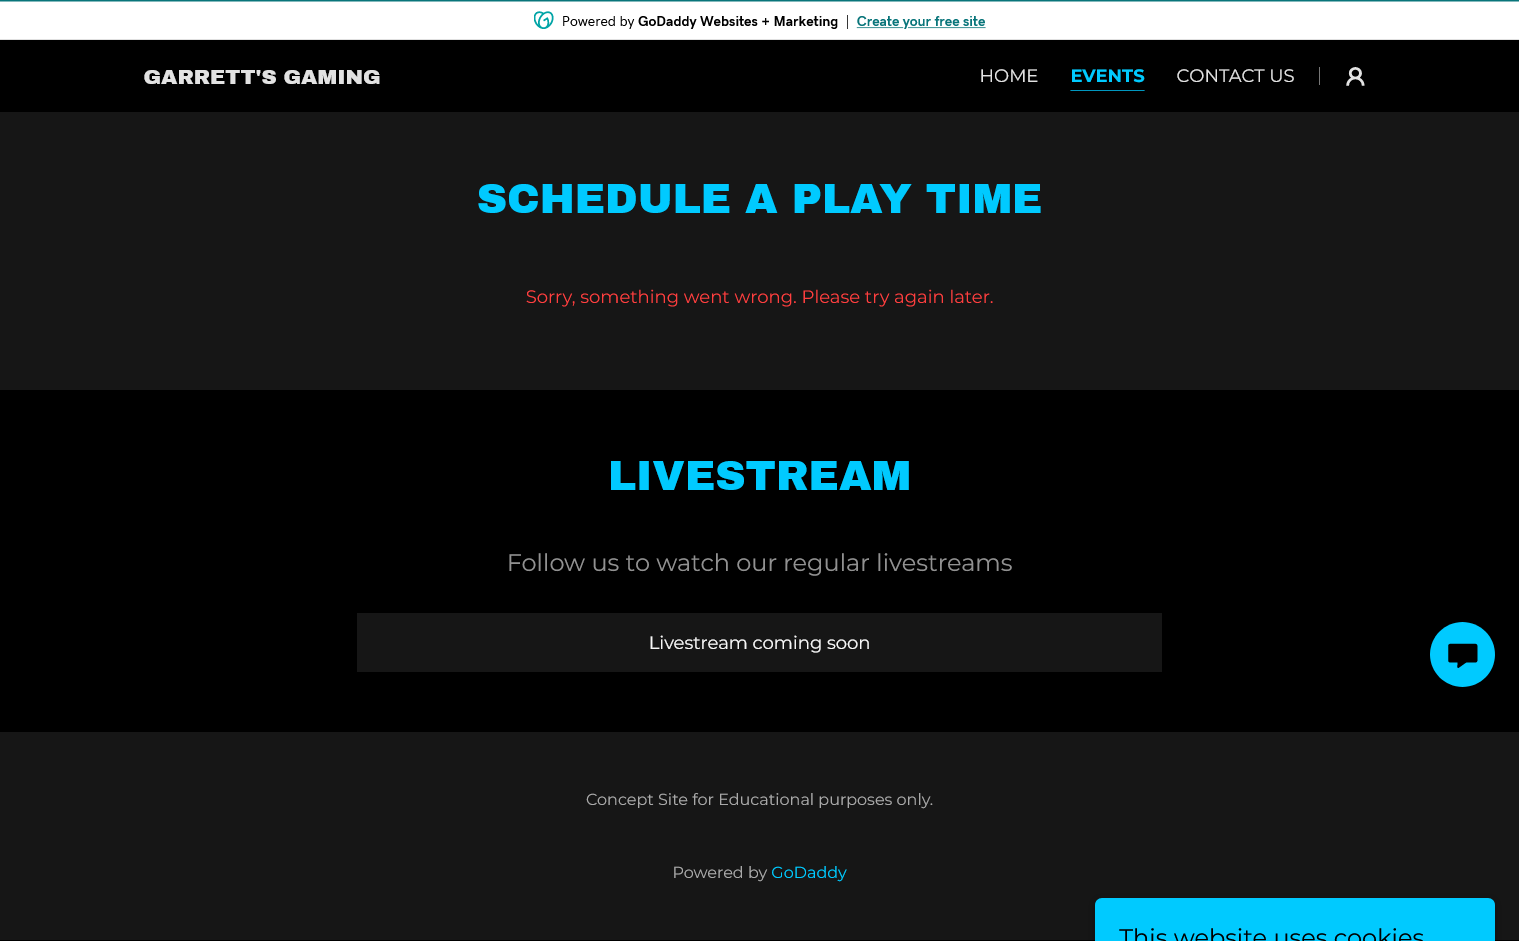 Powered by GoDaddy Websites + Marketing | Create your free site
GARRETT'S GAMING
HOME
EVENTS
CONTACT US
SCHEDULE A PLAY TIME
Sorry, something went wrong. Please try again later.
LIVESTREAM
Follow us to watch our regular livestreams
Livestream coming soon
Concept Site for Educational purposes only.
Powered by GoDaddy
This website uses cookies